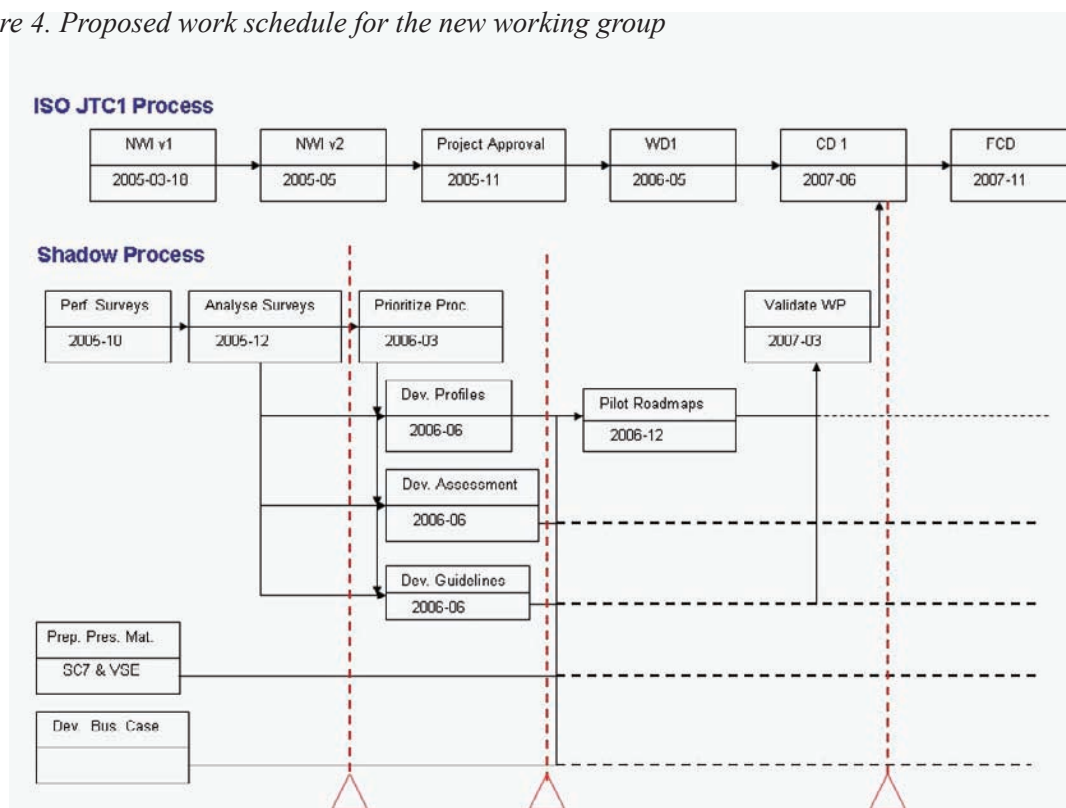 re 4. Proposed work schedule for the new working group
ISO JTC1 Process
NWI v1
2005-03-18
NWI v2
2005-05
Project Approval
2005-11
WD1
2006-05
CD 1
2007-06
FCD
2007-11
Shadow Process
Perf. Surveys
2005-10
Analyse Surveys
2005-12
Prioritize Proc.
2006-03
Validate WP
2007-03
Dev. Profiles
2006-06
Pilot Roadmaps
2006-12
Dev. Assessment
2006-06
Dev. Guidelines
2006-06
Prep. Pres. Mat.
SC7 & VSE
Dev. Bus. Case